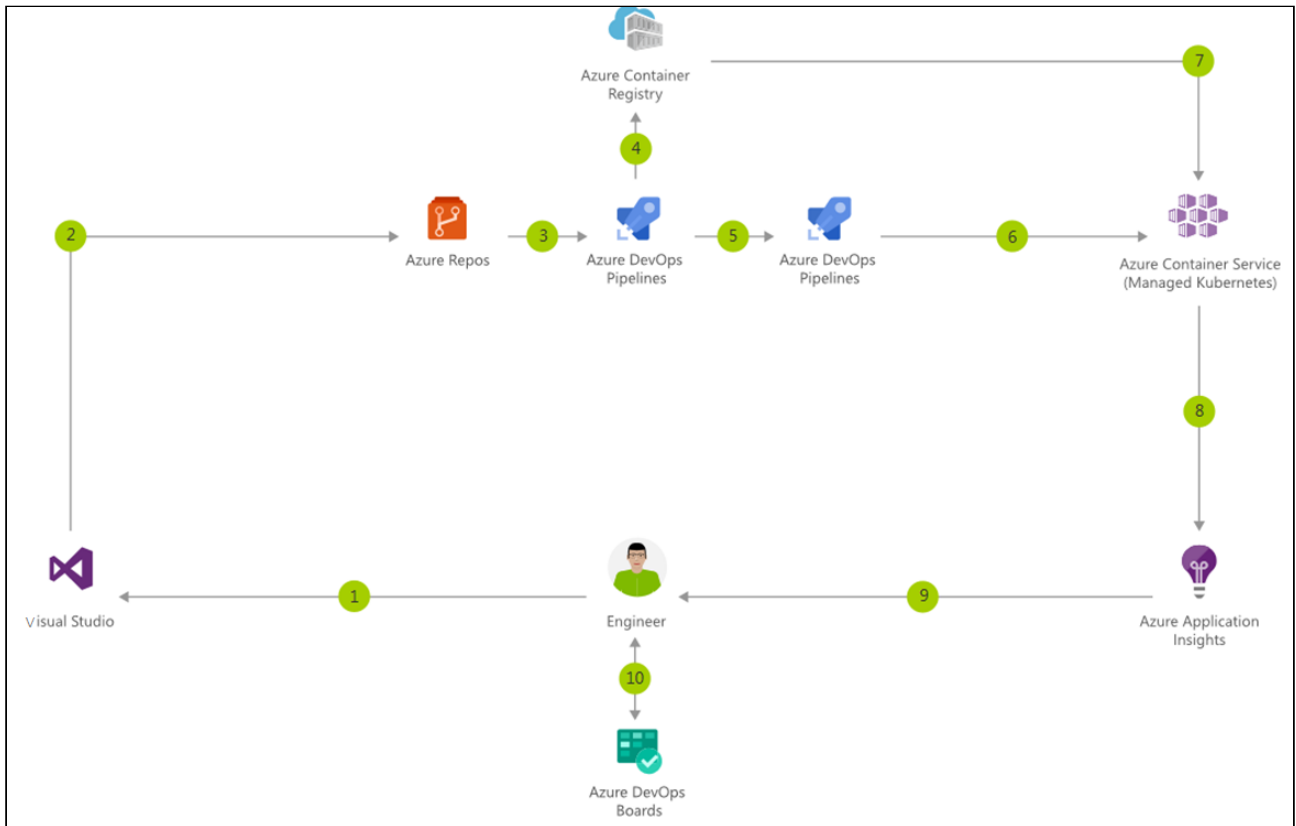 Azure Container
Registry
7
4
2
3
5
6
Azure Repos
Azure DevOps
Pipelines
Azure DevOps
Pipelines
Azure Container Service
(Managed Kubernetes)
8
1
9
Visual Studio
Engineer
Azure Application
Insights
10
Azure DevOps
Boards